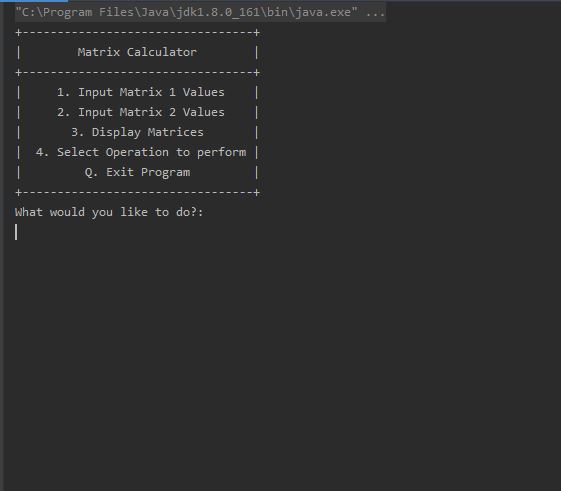 "C:\Program Files\Java\jdk1.8.0_161\bin\java.exe" ...
+---------------------------------+
|        Matrix Calculator        |
+---------------------------------+
|     1. Input Matrix 1 Values    |
|     2. Input Matrix 2 Values    |
|       3. Display Matrices       |
|  4. Select Operation to perform |
|         Q. Exit Program         |
+---------------------------------+
What would you like to do?: